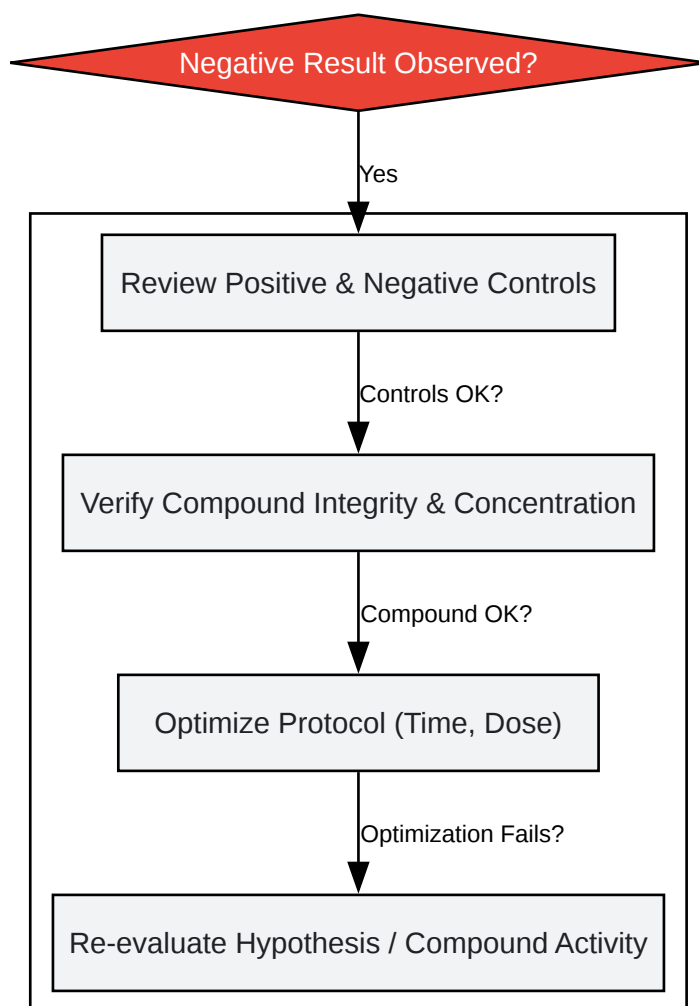 Negative Result Observed?
Yes
Review Positive & Negative Controls
Controls OK?
Verify Compound Integrity & Concentration
Compound OK?
Optimize Protocol (Time, Dose)
Optimization Fails?
Re-evaluate Hypothesis / Compound Activity